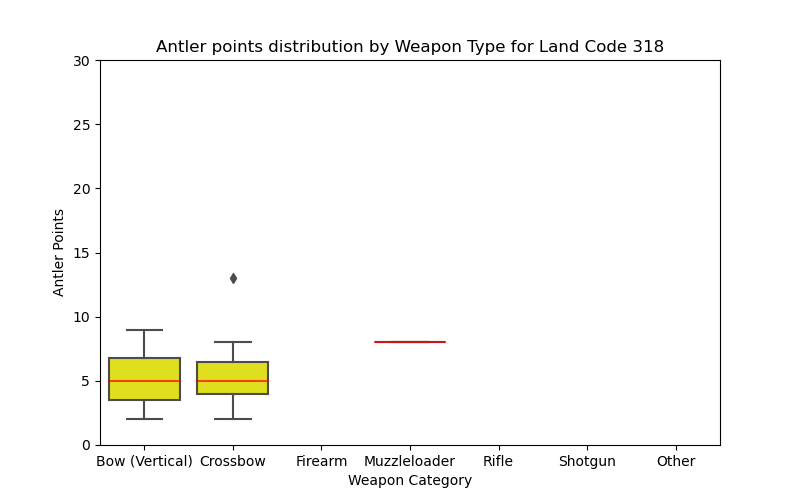 Antler points distribution by Weapon Type for Land Code 318
30
25
20
15
10
5
0
Antler Points
Bow (Vertical) Crossbow Firearm Muzzleloader Rifle Shotgun Other
Weapon Category